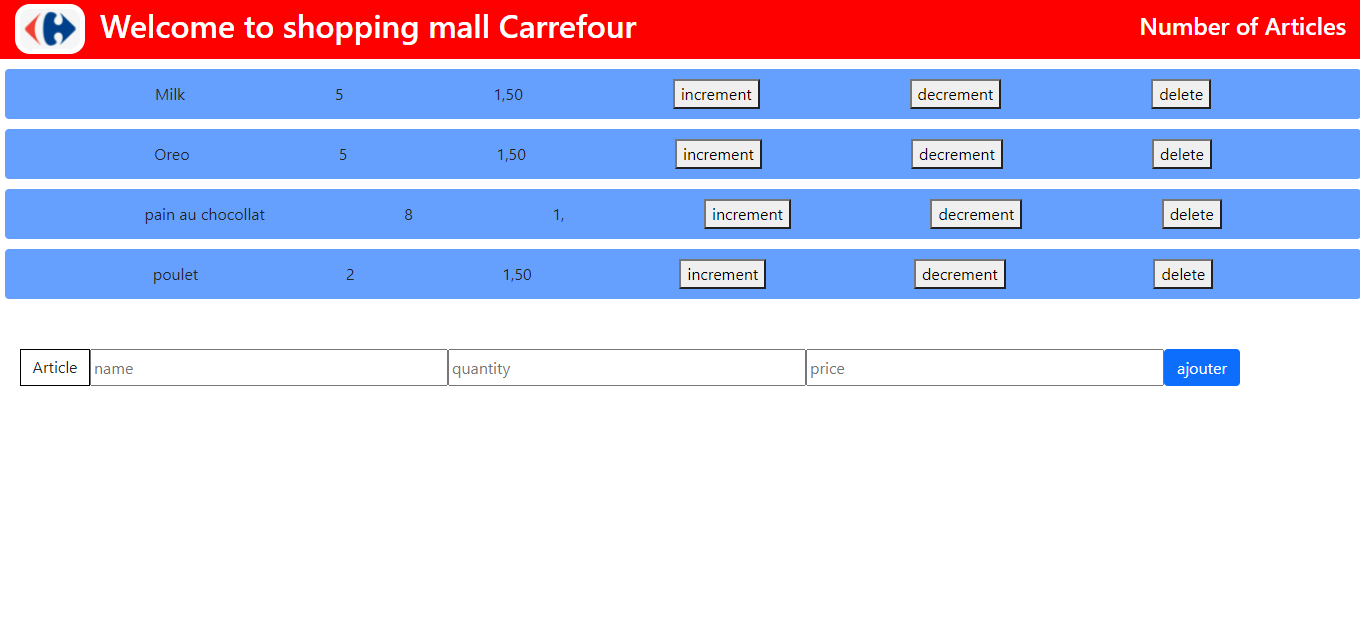 Welcome to shopping mall Carrefour Number of Articles
Milk 5 1,50 increment decrement delete
Oreo 5 1,50 increment decrement delete
pain au chocollat 8 1, increment decrement delete
poulet 2 1,50 increment decrement delete
Article name quantity price ajouter